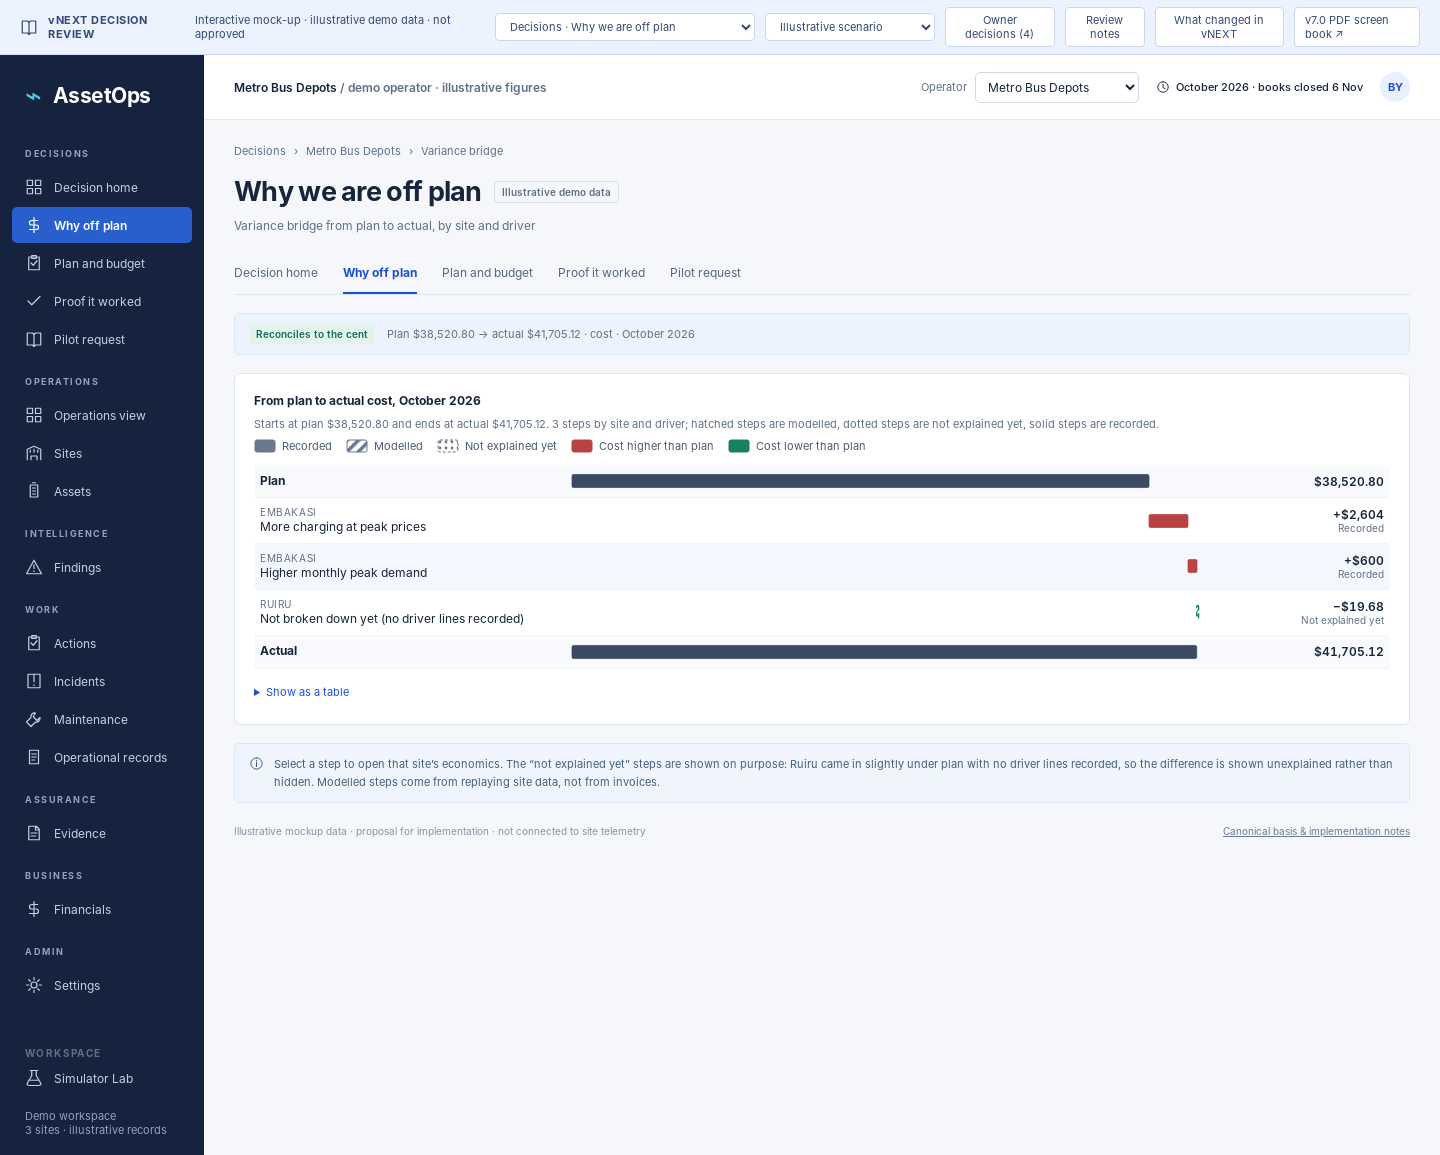 vNEXT DECISION
REVIEW
Interactive mock-up · illustrative demo data · not
approved
Decisions · Why we are off plan
Illustrative scenario
Owner
decisions (4)
Review
notes
What changed in
vNEXT
v7.0 PDF screen
book ↗
AssetOps
Metro Bus Depots / demo operator · illustrative figures
Operator
Metro Bus Depots
October 2026 · books closed 6 Nov
BY
DECISIONS
Decision home
Why off plan
Plan and budget
Proof it worked
Pilot request
OPERATIONS
Operations view
Sites
Assets
INTELLIGENCE
Findings
WORK
Actions
Incidents
Maintenance
Operational records
ASSURANCE
Evidence
BUSINESS
Financials
ADMIN
Settings
WORKSPACE
Simulator Lab
Demo workspace
3 sites · illustrative records
Decisions › Metro Bus Depots › Variance bridge
Why we are off plan
Illustrative demo data
Variance bridge from plan to actual, by site and driver
Decision home
Why off plan
Plan and budget
Proof it worked
Pilot request
Reconciles to the cent
Plan $38,520.80 → actual $41,705.12 · cost · October 2026
From plan to actual cost, October 2026
Starts at plan $38,520.80 and ends at actual $41,705.12. 3 steps by site and driver; hatched steps are modelled, dotted steps are not explained yet, solid steps are recorded.
Recorded
Modelled
Not explained yet
Cost higher than plan
Cost lower than plan
Plan
$38,520.80
EMBAKASI
More charging at peak prices
+$2,604
Recorded
EMBAKASI
Higher monthly peak demand
+$600
Recorded
RUIRU
Not broken down yet (no driver lines recorded)
−$19.68
Not explained yet
Actual
$41,705.12
Show as a table
Select a step to open that site's economics. The “not explained yet” steps are shown on purpose: Ruiru came in slightly under plan with no driver lines recorded, so the difference is shown unexplained rather than
hidden. Modelled steps come from replaying site data, not from invoices.
Illustrative mockup data · proposal for implementation · not connected to site telemetry
Canonical basis & implementation notes